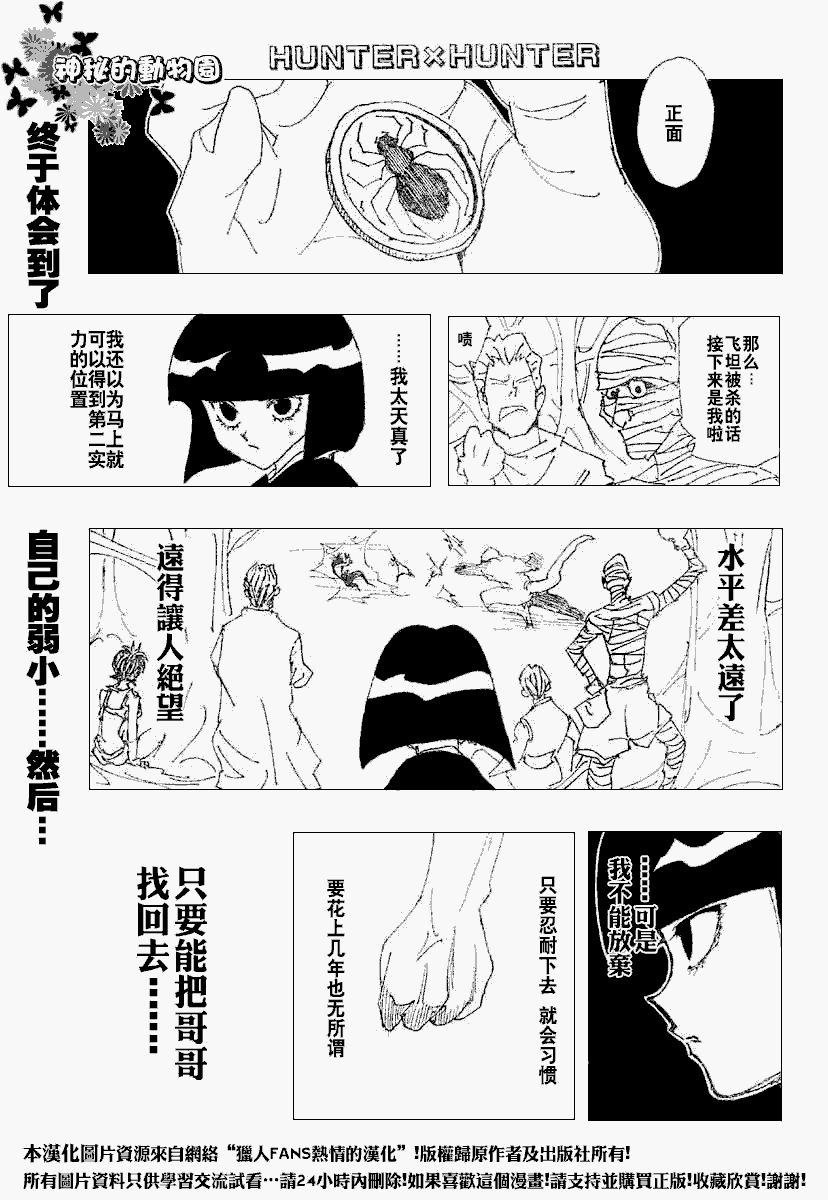 神秘的動物園
HUNTER×HUNTER
终于体会到了
自己的弱小……然后…
正面
那么…
飞坦被杀的话
接下来是我啦
啧
……我太天真了
我还以为马上就
可以得到第二实
力的位置
水平差太遠了
遠得讓人絕望
……可是
我不能放棄
只要忍耐下去 就会习惯
要花上几年也无所谓
只要能把哥哥
找回去……
本漢化圖片資源來自網絡“獵人FANS熱情的漢化”!版權歸原作者及出版社所有!
所有圖片資料只供學習交流試看…請24小時內刪除!如果喜歡這個漫畫!請支持並購買正版!收藏欣賞!謝謝!